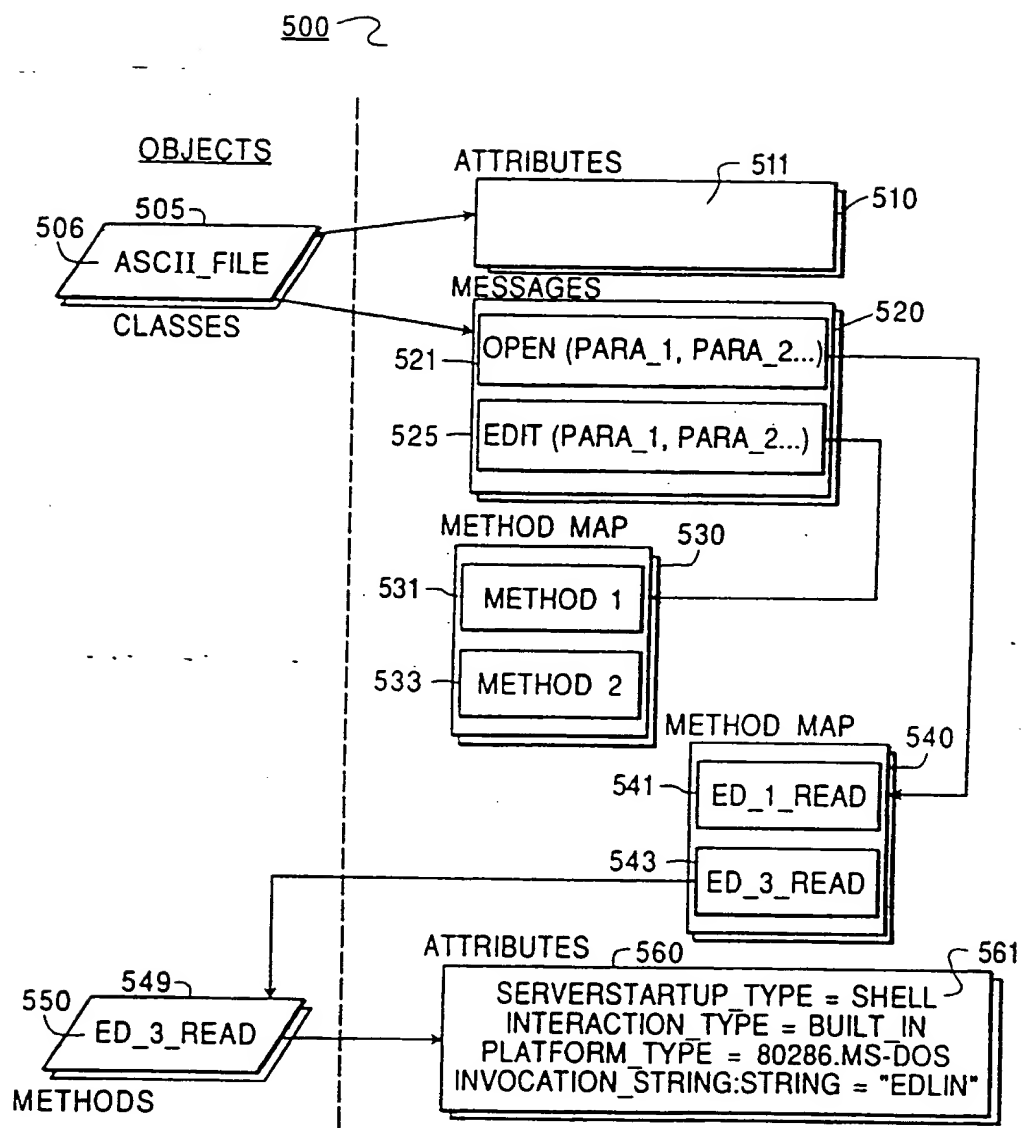 500
OBJECTS
505
506
ASCII_FILE
CLASSES
ATTRIBUTES
511
510
MESSAGES
520
521
OPEN (PARA_1, PARA_2...)
525
EDIT (PARA_1, PARA_2...)
METHOD MAP
530
531
METHOD 1
533
METHOD 2
METHOD MAP
540
541
ED_1_READ
543
ED_3_READ
549
550
ED_3_READ
METHODS
ATTRIBUTES
560
561
SERVERSTARTUP_TYPE = SHELL
INTERACTION_TYPE = BUILT_IN
PLATFORM_TYPE = 80286.MS-DOS
INVOCATION_STRING:STRING = "EDLIN"